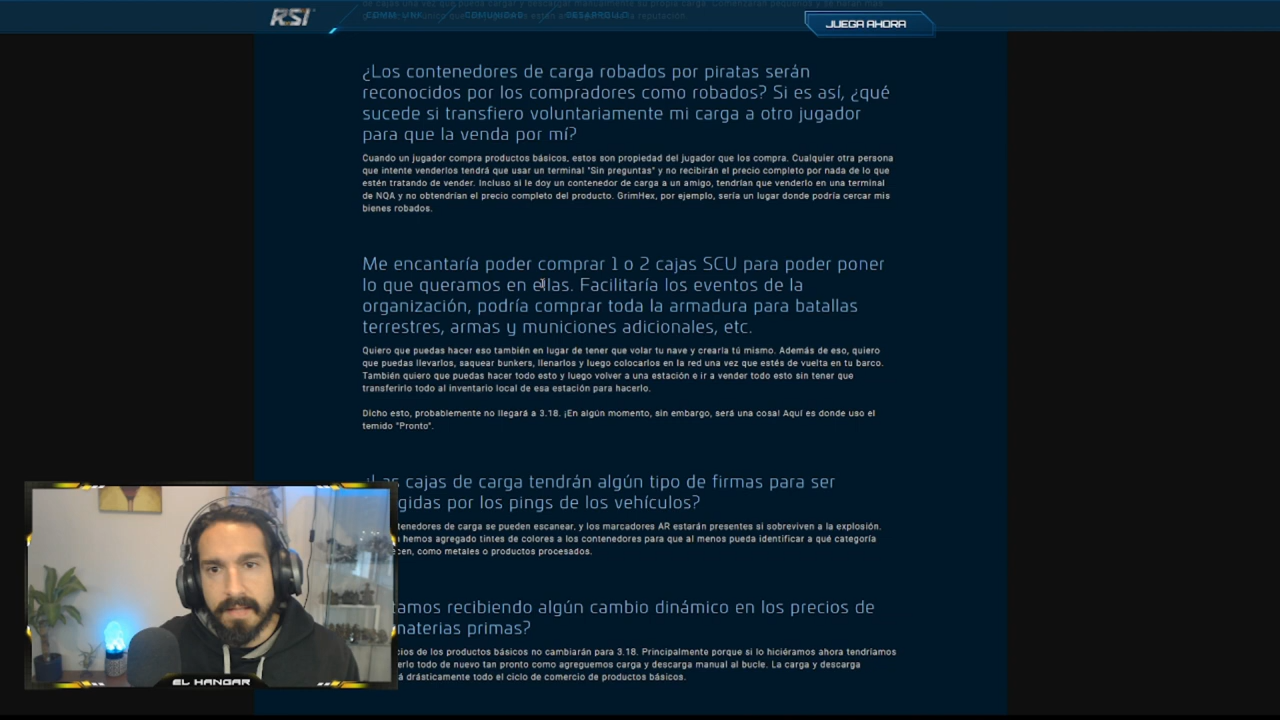 RSI
COMM-LINK COMUNIDAD DESARROLLO
JUEGA AHORA
¿Los contenedores de carga robados por piratas serán
reconocidos por los compradores como robados? Si es así, ¿qué
sucede si transfiero voluntariamente mi carga a otro jugador
para que la venda por mí?
Cuando un jugador compra productos básicos, estos son propiedad del jugador que los compra. Cualquier otra persona
que intente venderlos tendrá que usar un terminal "Sin preguntas" y no recibirán el precio completo por nada de lo que
estén tratando de vender. Incluso si le doy un contenedor de carga a un amigo, tendrían que venderlo en una terminal
de NQA y no obtendrían el precio completo del producto. GrimHex, por ejemplo, sería un lugar donde podría cercar mis
bienes robados.
Me encantaría poder comprar 1 o 2 cajas SCU para poder poner
lo que queramos en ellas. Facilitaría los eventos de la
organización, podría comprar toda la armadura para batallas
terrestres, armas y municiones adicionales, etc.
Quiero que puedas hacer eso también en lugar de tener que volar tu nave y crearla tú mismo. Además de eso, quiero
que puedas llevarlos, saquear bunkers, llenarlos y luego colocarlos en la red una vez que estés de vuelta en tu barco.
También quiero que puedas hacer todo esto y luego volver a una estación e ir a vender todo esto sin tener que
transferirlo todo al inventario local de esa estación para hacerlo.
Dicho esto, probablemente no llegará a 3.18. ¡En algún momento, sin embargo, será una cosa! Aquí es donde uso el
temido "Pronto".
cajas de carga tendrán algún tipo de firmas para ser
gidas por los pings de los vehículos?
tenedores de carga se pueden escanear, y los marcadores AR estarán presentes si sobreviven a la explosión.
hemos agregado tintes de colores a los contenedores para que al menos pueda identificar a qué categoría
cen, como metales o productos procesados.
amos recibiendo algún cambio dinámico en los precios de
materias primas?
cios de los productos básicos no cambiarán para 3.18. Principalmente porque si lo hiciéramos ahora tendríamos
erlo todo de nuevo tan pronto como agreguemos carga y descarga manual al bucle. La carga y descarga
á drásticamente todo el ciclo de comercio de productos básicos.
EL HANGAR